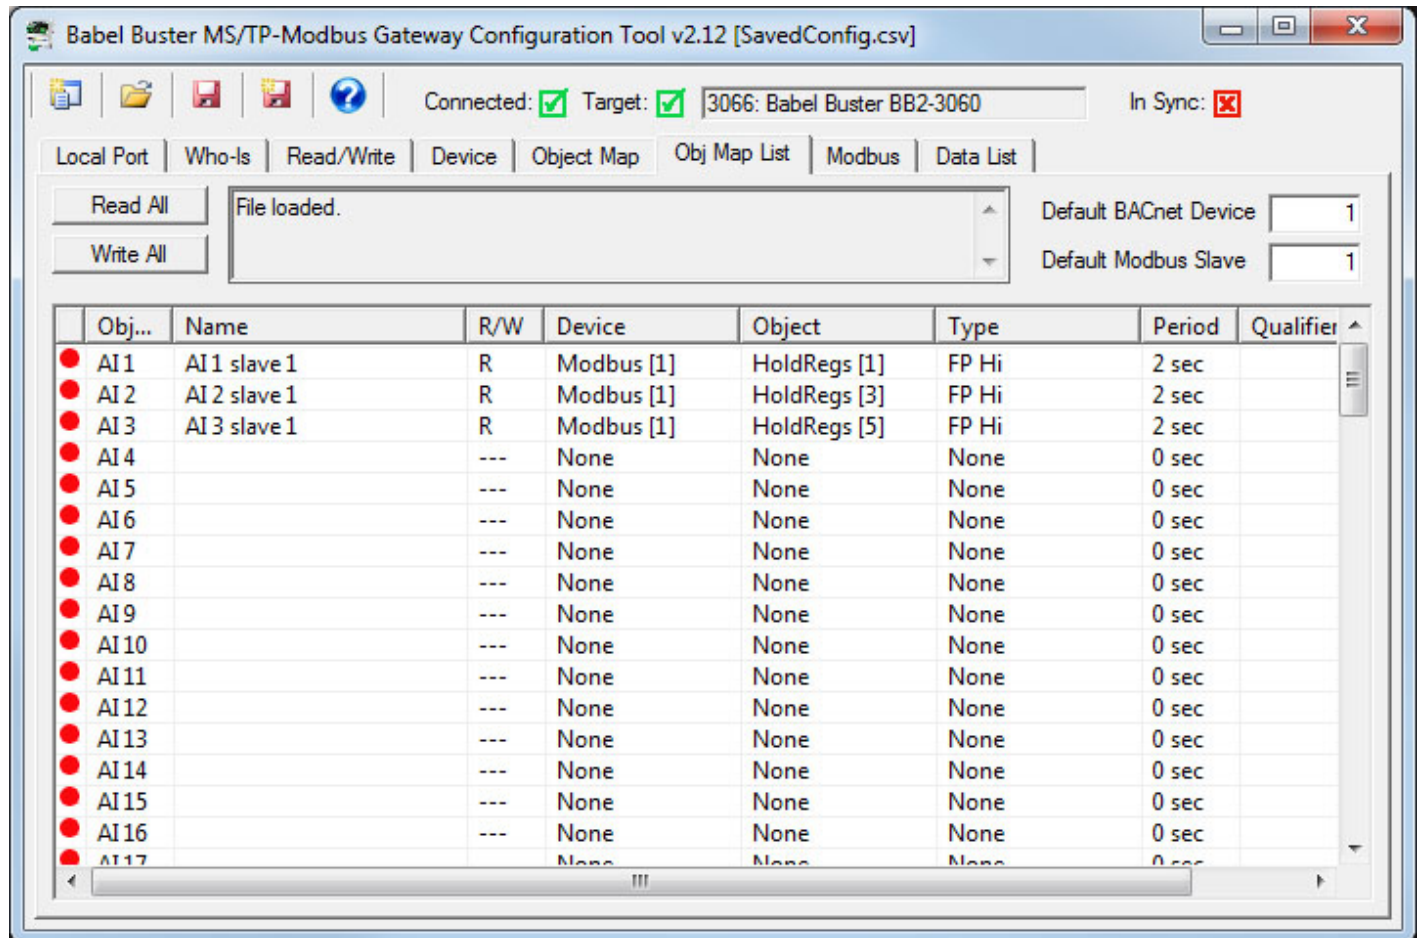 Babel Buster MS/TP-Modbus Gateway Configuration Tool v2.12 [SavedConfig.csv]
Connected: Target: 3066: Babel Buster BB2-3060 In Sync:
Local Port Who-Is Read/Write Device Object Map Obj Map List Modbus Data List
Read All File loaded. Default BACnet Device 1
Write All Default Modbus Slave 1
Obj... Name R/W Device Object Type Period Qualifier
AI 1 AI 1 slave 1 R Modbus [1] HoldRegs [1] FP Hi 2 sec
AI 2 AI 2 slave 1 R Modbus [1] HoldRegs [3] FP Hi 2 sec
AI 3 AI 3 slave 1 R Modbus [1] HoldRegs [5] FP Hi 2 sec
AI 4 --- None None None 0 sec
AI 5 --- None None None 0 sec
AI 6 --- None None None 0 sec
AI 7 --- None None None 0 sec
AI 8 --- None None None 0 sec
AI 9 --- None None None 0 sec
AI 10 --- None None None 0 sec
AI 11 --- None None None 0 sec
AI 12 --- None None None 0 sec
AI 13 --- None None None 0 sec
AI 14 --- None None None 0 sec
AI 15 --- None None None 0 sec
AI 16 --- None None None 0 sec
AI 17 None None None 0 sec